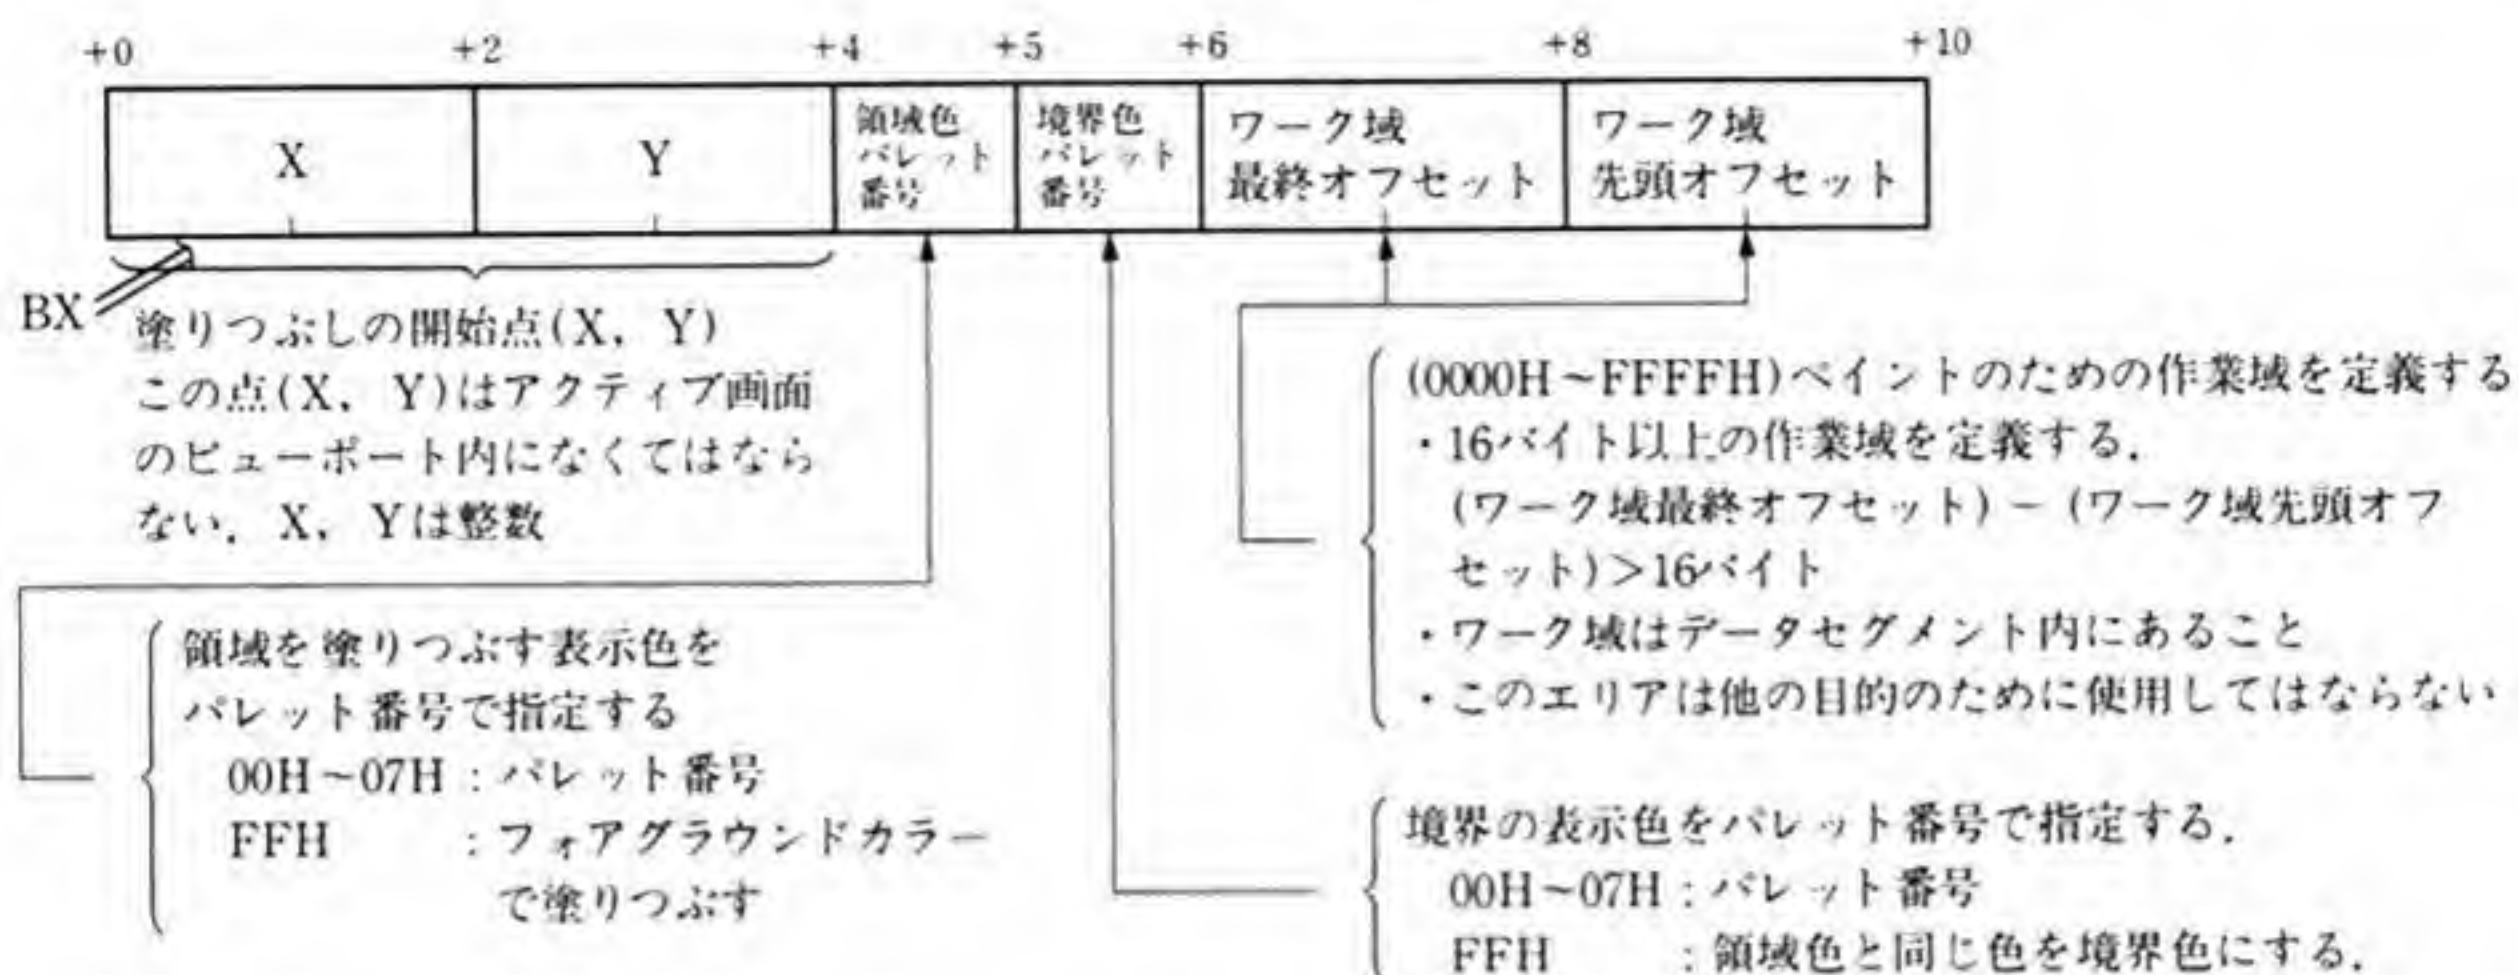 +0 +2 +4 +5 +6 +8 +10
X
Y
領域色
パレット
番号
境界色
パレット
番号
ワーク域
最終オフセット
ワーク域
先頭オフセット
BX
塗りつぶしの開始点(X, Y)
この点(X, Y)はアクティブ画面
のビューポート内になくてはなら
ない. X, Yは整数
(0000H~FFFFH)ペイントのための作業域を定義する
・16バイト以上の作業域を定義する.
(ワーク域最終オフセット)-(ワーク域先頭オフ
セット)>16バイト
・ワーク域はデータセグメント内にあること
・このエリアは他の目的のために使用してはならない
領域を塗りつぶす表示色を
パレット番号で指定する
00H~07H:パレット番号
FFH :フォアグラウンドカラー
で塗りつぶす
境界の表示色をパレット番号で指定する.
00H~07H:パレット番号
FFH :領域色と同じ色を境界色にする.